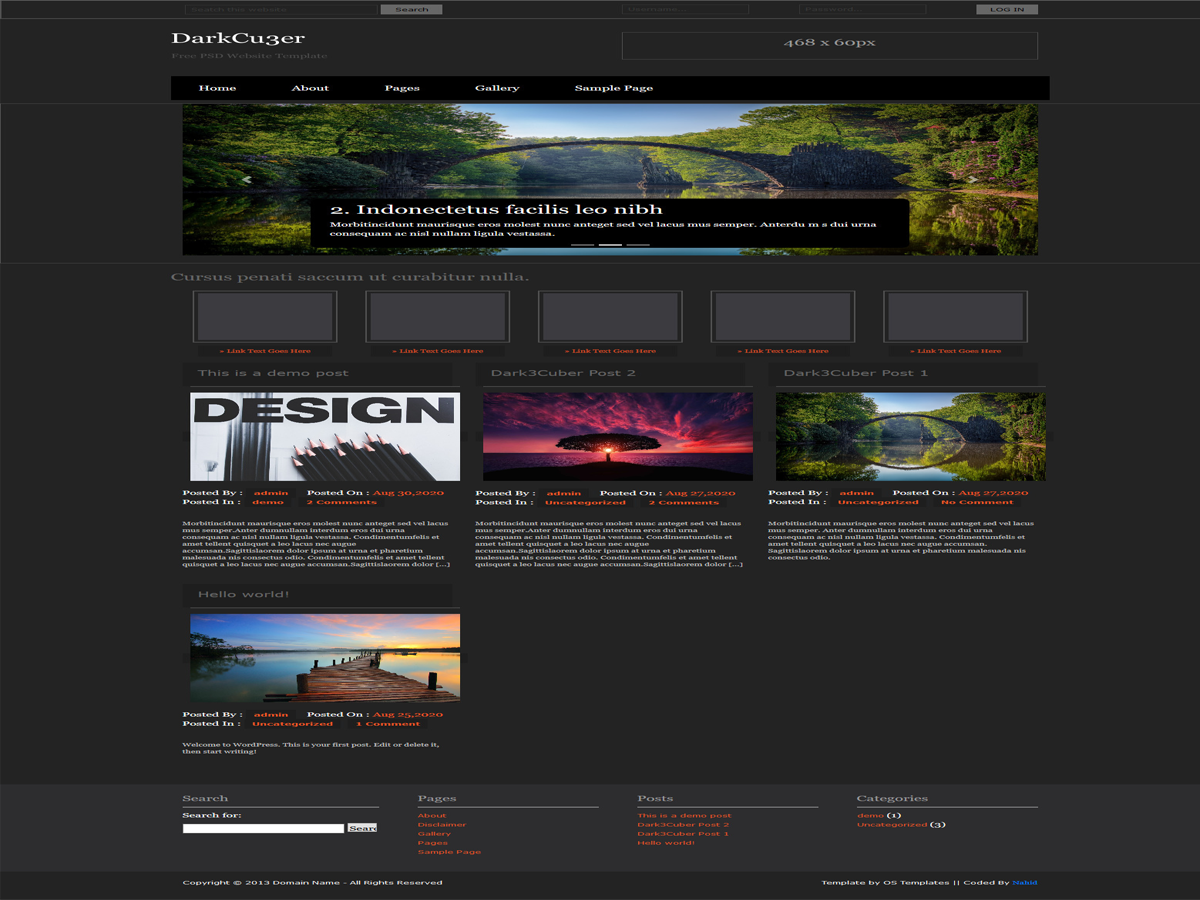 Search this website... Search Username... Password... LOG IN
DarkCu3er
Free PSD Website Template
468 x 60px
Home About Pages Gallery Sample Page
2. Indonectetus facilis leo nibh
Morbitincidunt maurisque eros molest nunc anteget sed vel lacus mus semper. Anterdu m s dui urna
consequam ac nisl nullam ligula vestassa.
Cursus penati saccum ut curabitur nulla.
» Link Text Goes Here » Link Text Goes Here » Link Text Goes Here » Link Text Goes Here » Link Text Goes Here
This is a demo post
DESIGN
Posted By : admin Posted On : Aug 30,2020
Posted In : demo 2 Comments
Morbitincidunt maurisque eros molest nunc anteget sed vel lacus
mus semper.Anter dumnullam interdum eros dui urna
consequam ac nisl nullam ligula vestassa. Condimentumfelis et
amet tellent quisquet a leo lacus nec augue
accumsan.Sagittislaorem dolor ipsum at urna et pharetium
malesuada nis consectus odio. Condimentumfelis et amet tellent
quisquet a leo lacus nec augue accumsan.Sagittislaorem dolor [...]
Dark3Cuber Post 2
Posted By : admin Posted On : Aug 27,2020
Posted In : Uncategorized 2 Comments
Morbitincidunt maurisque eros molest nunc anteget sed vel lacus
mus semper.Anter dumnullam interdum eros dui urna
consequam ac nisl nullam ligula vestassa. Condimentumfelis et
amet tellent quisquet a leo lacus nec augue
accumsan.Sagittislaorem dolor ipsum at urna et pharetium
malesuada nis consectus odio. Condimentumfelis et amet tellent
quisquet a leo lacus nec augue accumsan.Sagittislaorem dolor [...]
Dark3Cuber Post 1
Posted By : admin Posted On : Aug 27,2020
Posted In : Uncategorized No Comment
Morbitincidunt maurisque eros molest nunc anteget sed vel lacus
mus semper. Anter dumnullam interdum eros dui urna
consequam ac nisl nullam ligula vestassa. Condimentumfelis et
amet tellent quisquet a leo lacus nec augue accumsan.
Sagittislaorem dolor ipsum at urna et pharetium malesuada nis
consectus odio.
Hello world!
Posted By : admin Posted On : Aug 25,2020
Posted In : Uncategorized 1 Comment
Welcome to WordPress. This is your first post. Edit or delete it,
then start writing!
Search
Search for:
Searc
Pages
About
Disclaimer
Gallery
Pages
Sample Page
Posts
This is a demo post
Dark3Cuber Post 2
Dark3Cuber Post 1
Hello world!
Categories
demo (1)
Uncategorized (3)
Copyright © 2013 Domain Name - All Rights Reserved
Template by OS Templates || Coded By Nahid